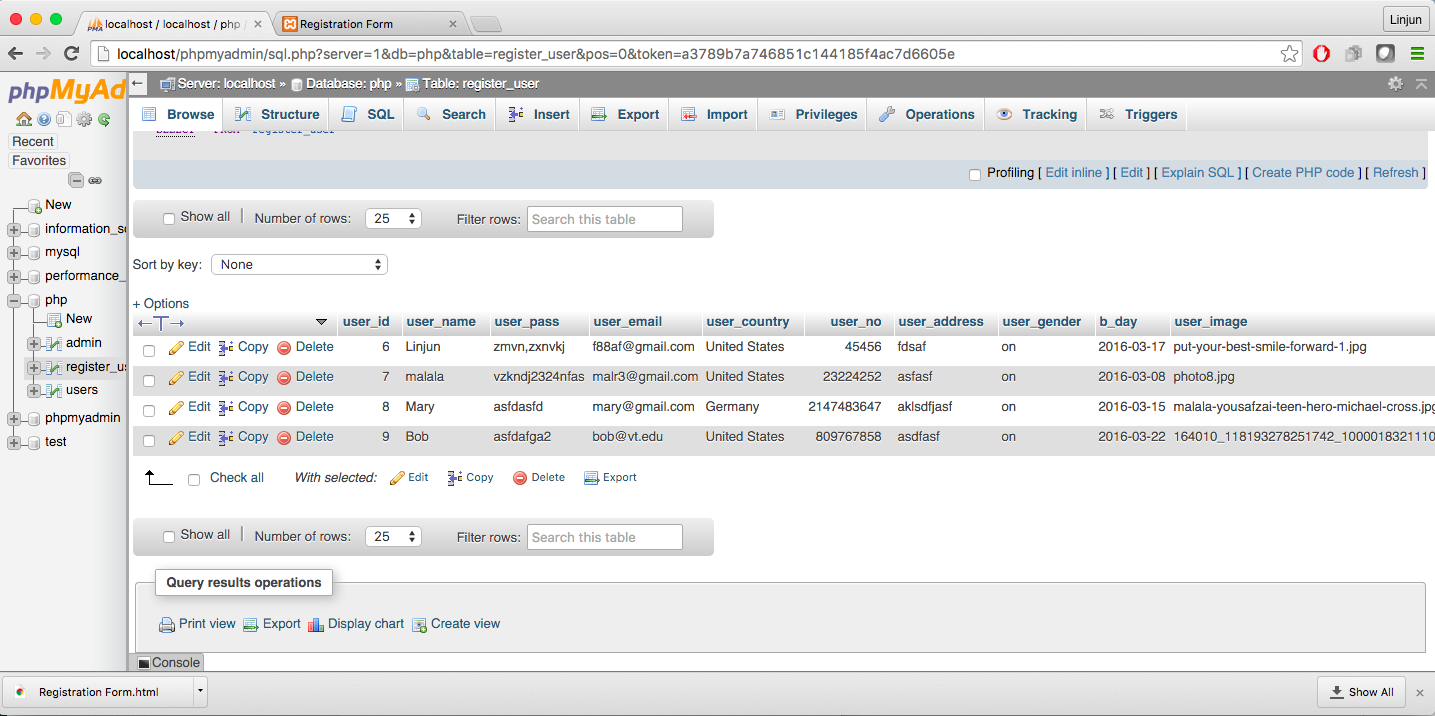 localhost / localhost / php /
Registration Form
Linjun
localhost/phpmyadmin/sql.php?server=1&db=php&table=register_user&pos=0&token=a3789b7a746851c144185f4ac7d6605e
phpMyAd
Recent
Favorites
New
information_sc
mysql
performance_
php
New
admin
register_us
users
phpmyadmin
test
Server: localhost » Database: php » Table: register_user
Browse Structure SQL Search Insert Export Import Privileges Operations Tracking Triggers
Profiling [ Edit inline ] [ Edit ] [ Explain SQL ] [ Create PHP code ] [ Refresh ]
Show all | Number of rows: 25 Filter rows: Search this table
Sort by key: None
+ Options
←T→ user_id user_name user_pass user_email user_country user_no user_address user_gender b_day user_image
Edit Copy Delete 6 Linjun zmvn,zxnvkj f88af@gmail.com United States 45456 fdsaf on 2016-03-17 put-your-best-smile-forward-1.jpg
Edit Copy Delete 7 malala vzkndj2324nfas malr3@gmail.com United States 23224252 asfasf on 2016-03-08 photo8.jpg
Edit Copy Delete 8 Mary asfdasfd mary@gmail.com Germany 2147483647 aklsdfjasf on 2016-03-15 malala-yousafzai-teen-hero-michael-cross.jpg
Edit Copy Delete 9 Bob asfdafga2 bob@vt.edu United States 809767858 asdfasf on 2016-03-22 164010_118193278251742_1000018321110
Check all With selected: Edit Copy Delete Export
Show all | Number of rows: 25 Filter rows: Search this table
Query results operations
Print view Export Display chart Create view
Console
Registration Form.html
Show All